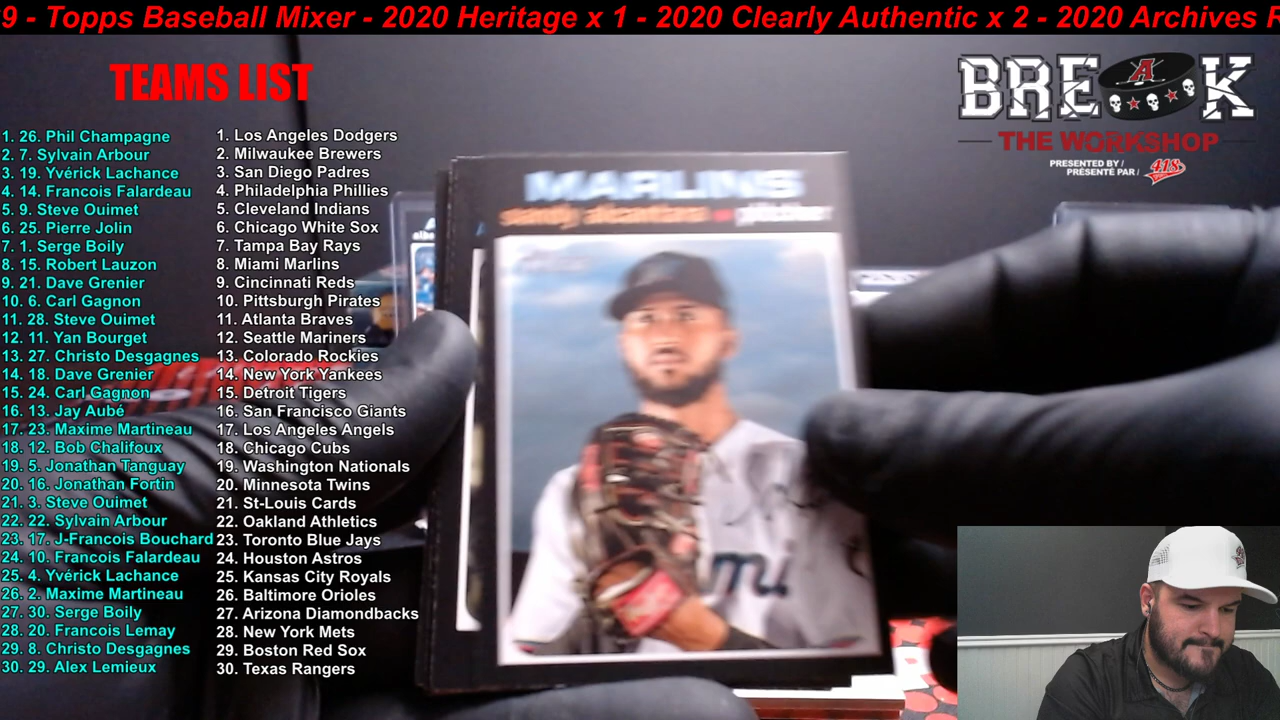 9 - Topps Baseball Mixer - 2020 Heritage x 1 - 2020 Clearly Authentic x 2 - 2020 Archives
TEAMS LIST
1. 26. Phil Champagne
2. 7. Sylvain Arbour
3. 19. Yvérick Lachance
4. 14. Francois Falardeau
5. 9. Steve Ouimet
6. 25. Pierre Jolin
7. 1. Serge Boily
8. 15. Robert Lauzon
9. 21. Dave Grenier
10. 6. Carl Gagnon
11. 28. Steve Ouimet
12. 11. Yan Bourget
13. 27. Christo Desgagnes
14. 18. Dave Grenier
15. 24. Carl Gagnon
16. 13. Jay Aubé
17. 23. Maxime Martineau
18. 12. Bob Chalifoux
19. 5. Jonathan Tanguay
20. 16. Jonathan Fortin
21. 3. Steve Ouimet
22. 22. Sylvain Arbour
23. 17. J-Francois Bouchard
24. 10. Francois Falardeau
25. 4. Yvérick Lachance
26. 2. Maxime Martineau
27. 30. Serge Boily
28. 20. Francois Lemay
29. 8. Christo Desgagnes
30. 29. Alex Lemieux
1. Los Angeles Dodgers
2. Milwaukee Brewers
3. San Diego Padres
4. Philadelphia Phillies
5. Cleveland Indians
6. Chicago White Sox
7. Tampa Bay Rays
8. Miami Marlins
9. Cincinnati Reds
10. Pittsburgh Pirates
11. Atlanta Braves
12. Seattle Mariners
13. Colorado Rockies
14. New York Yankees
15. Detroit Tigers
16. San Francisco Giants
17. Los Angeles Angels
18. Chicago Cubs
19. Washington Nationals
20. Minnesota Twins
21. St-Louis Cards
22. Oakland Athletics
23. Toronto Blue Jays
24. Houston Astros
25. Kansas City Royals
26. Baltimore Orioles
27. Arizona Diamondbacks
28. New York Mets
29. Boston Red Sox
30. Texas Rangers
MARLINS
sandy alcantara • pitcher
BREAK
THE WORKSHOP
PRESENTED BY /
PRÉSENTÉ PAR /
418